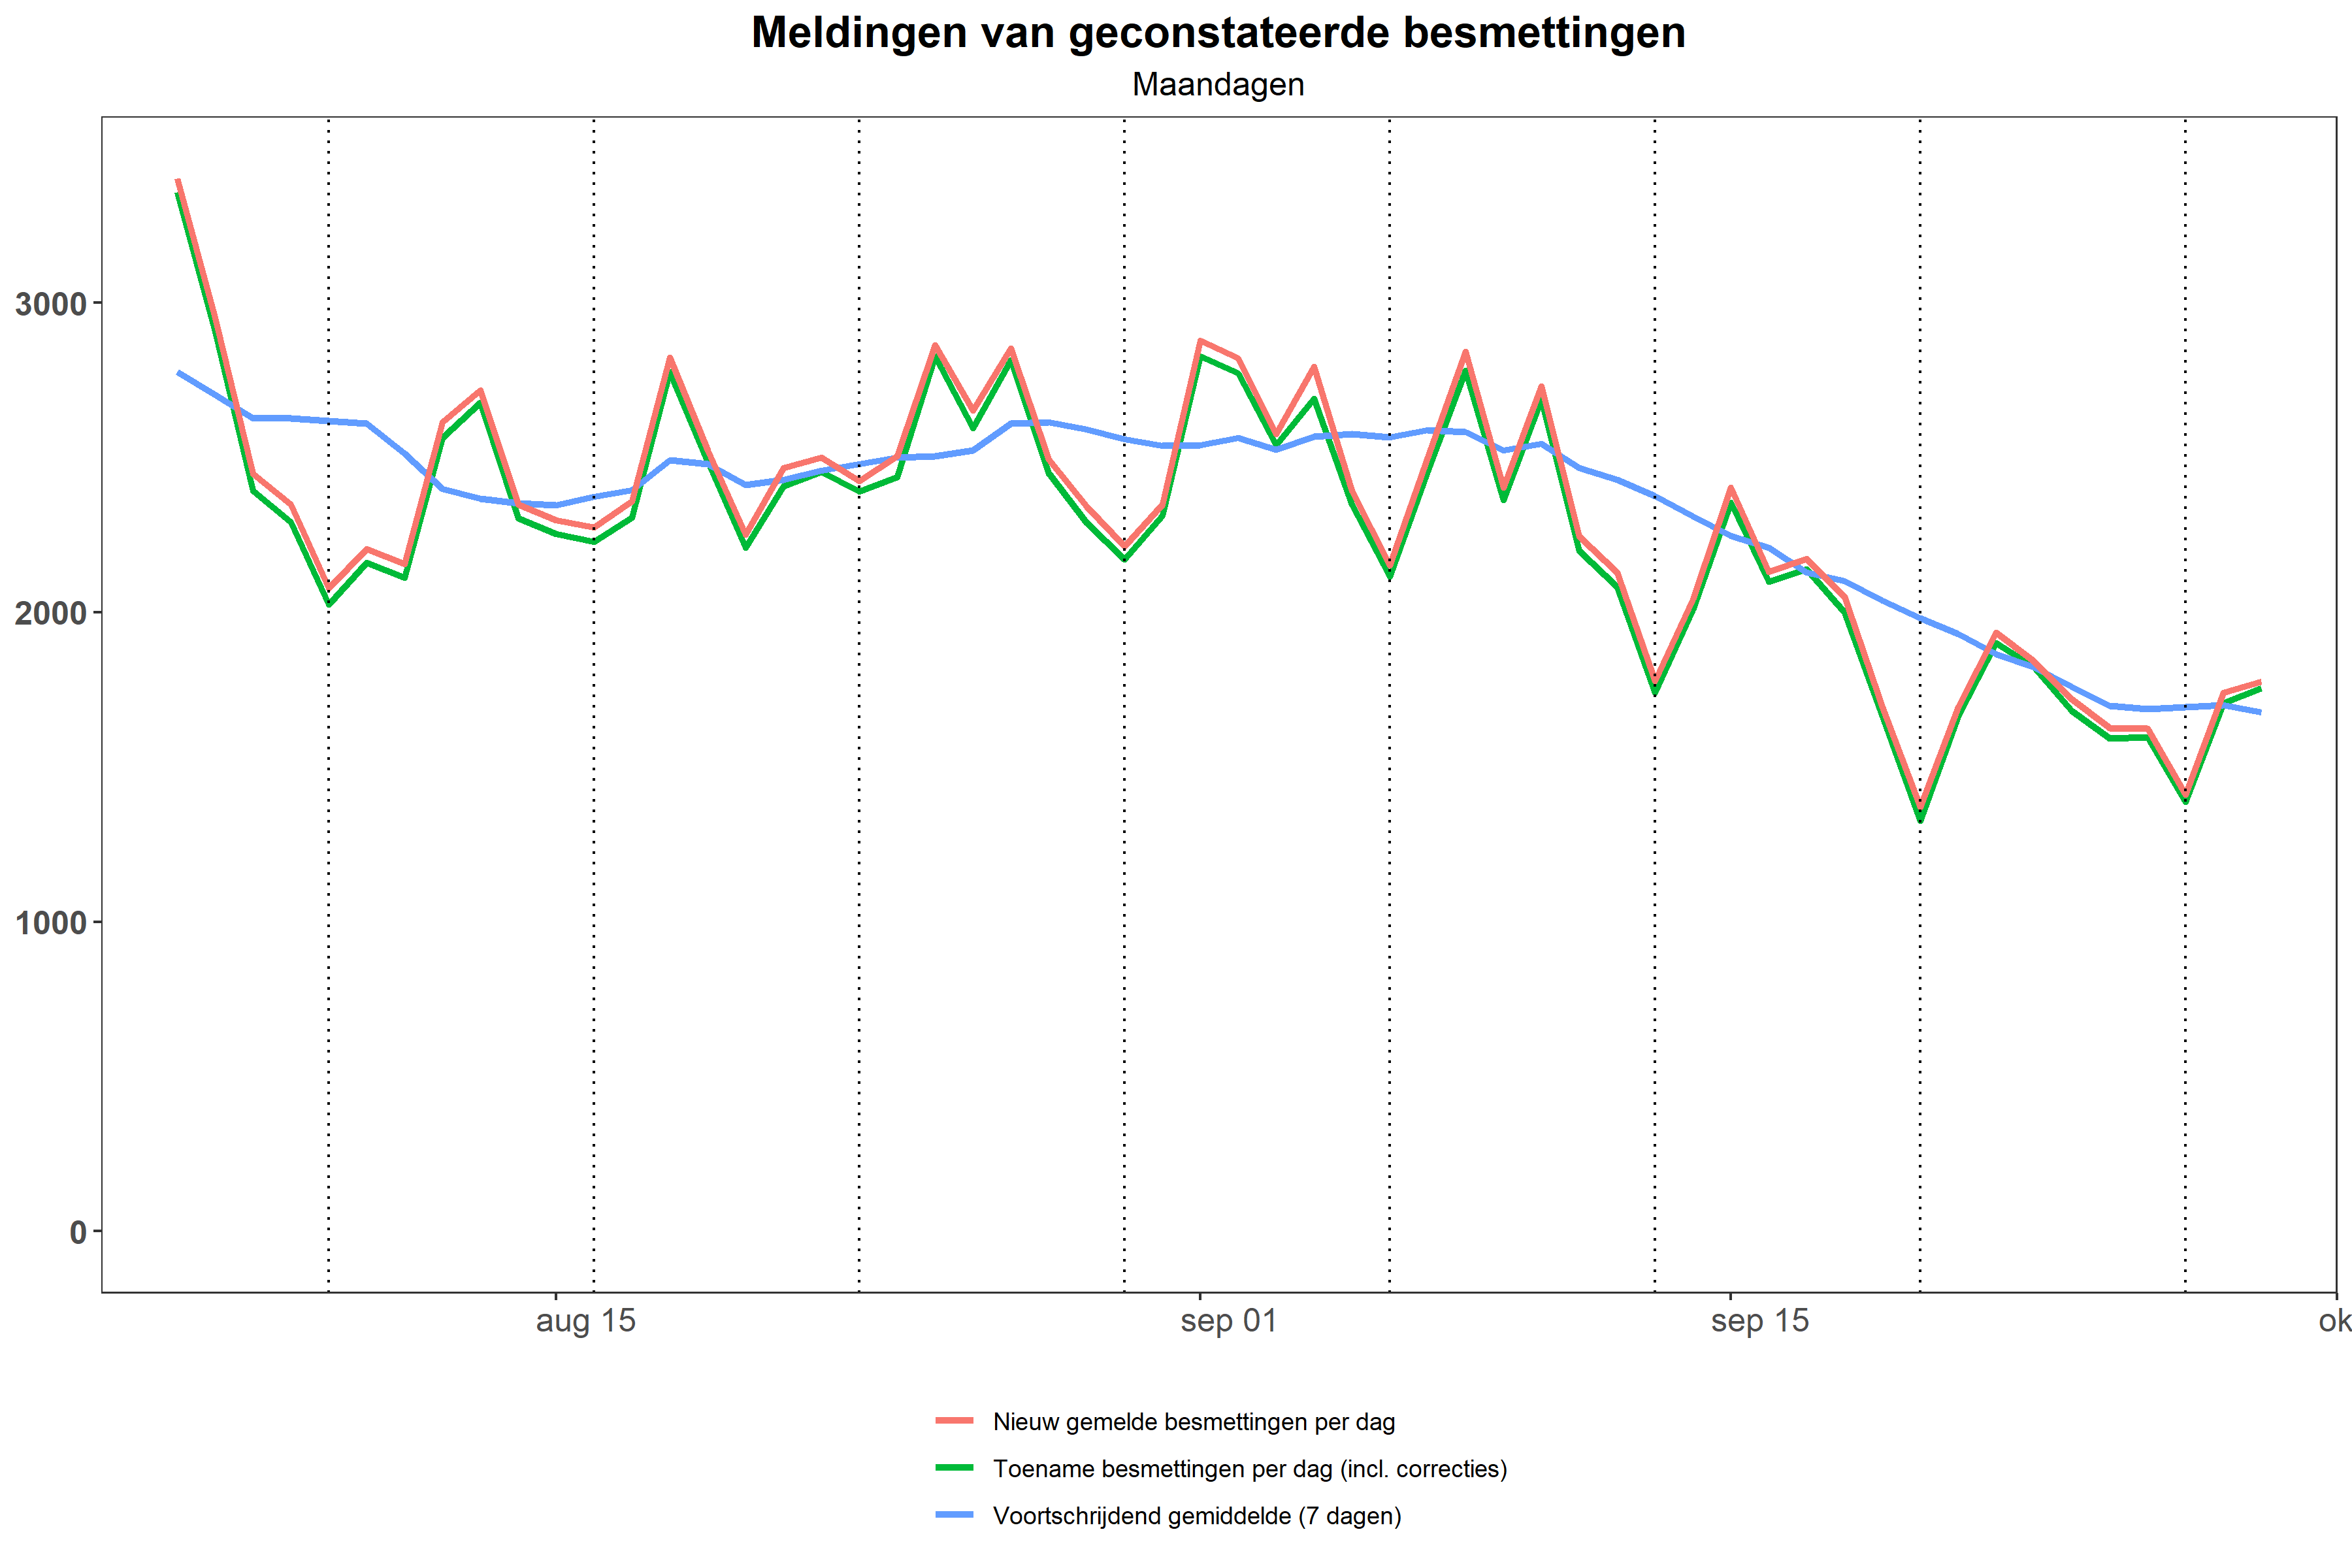 Meldingen van geconstateerde besmettingen
Maandagen
3000
2000
1000
0
aug 15
sep 01
sep 15
ok
Nieuw gemelde besmettingen per dag
Toename besmettingen per dag (incl. correcties)
Voortschrijdend gemiddelde (7 dagen)